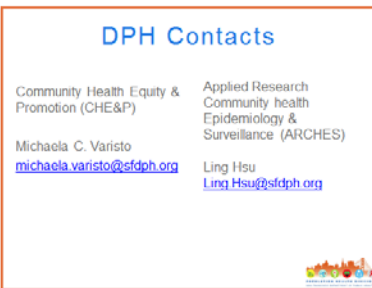 DPH Contacts
Community Health Equity &
Promotion (CHE&P)
Michaela C. Varisto
michaela.varisto@sfdph.org
Applied Research
Community health
Epidemiology &
Surveillance (ARCHES)
Ling Hsu
Ling.Hsu@sfdph.org